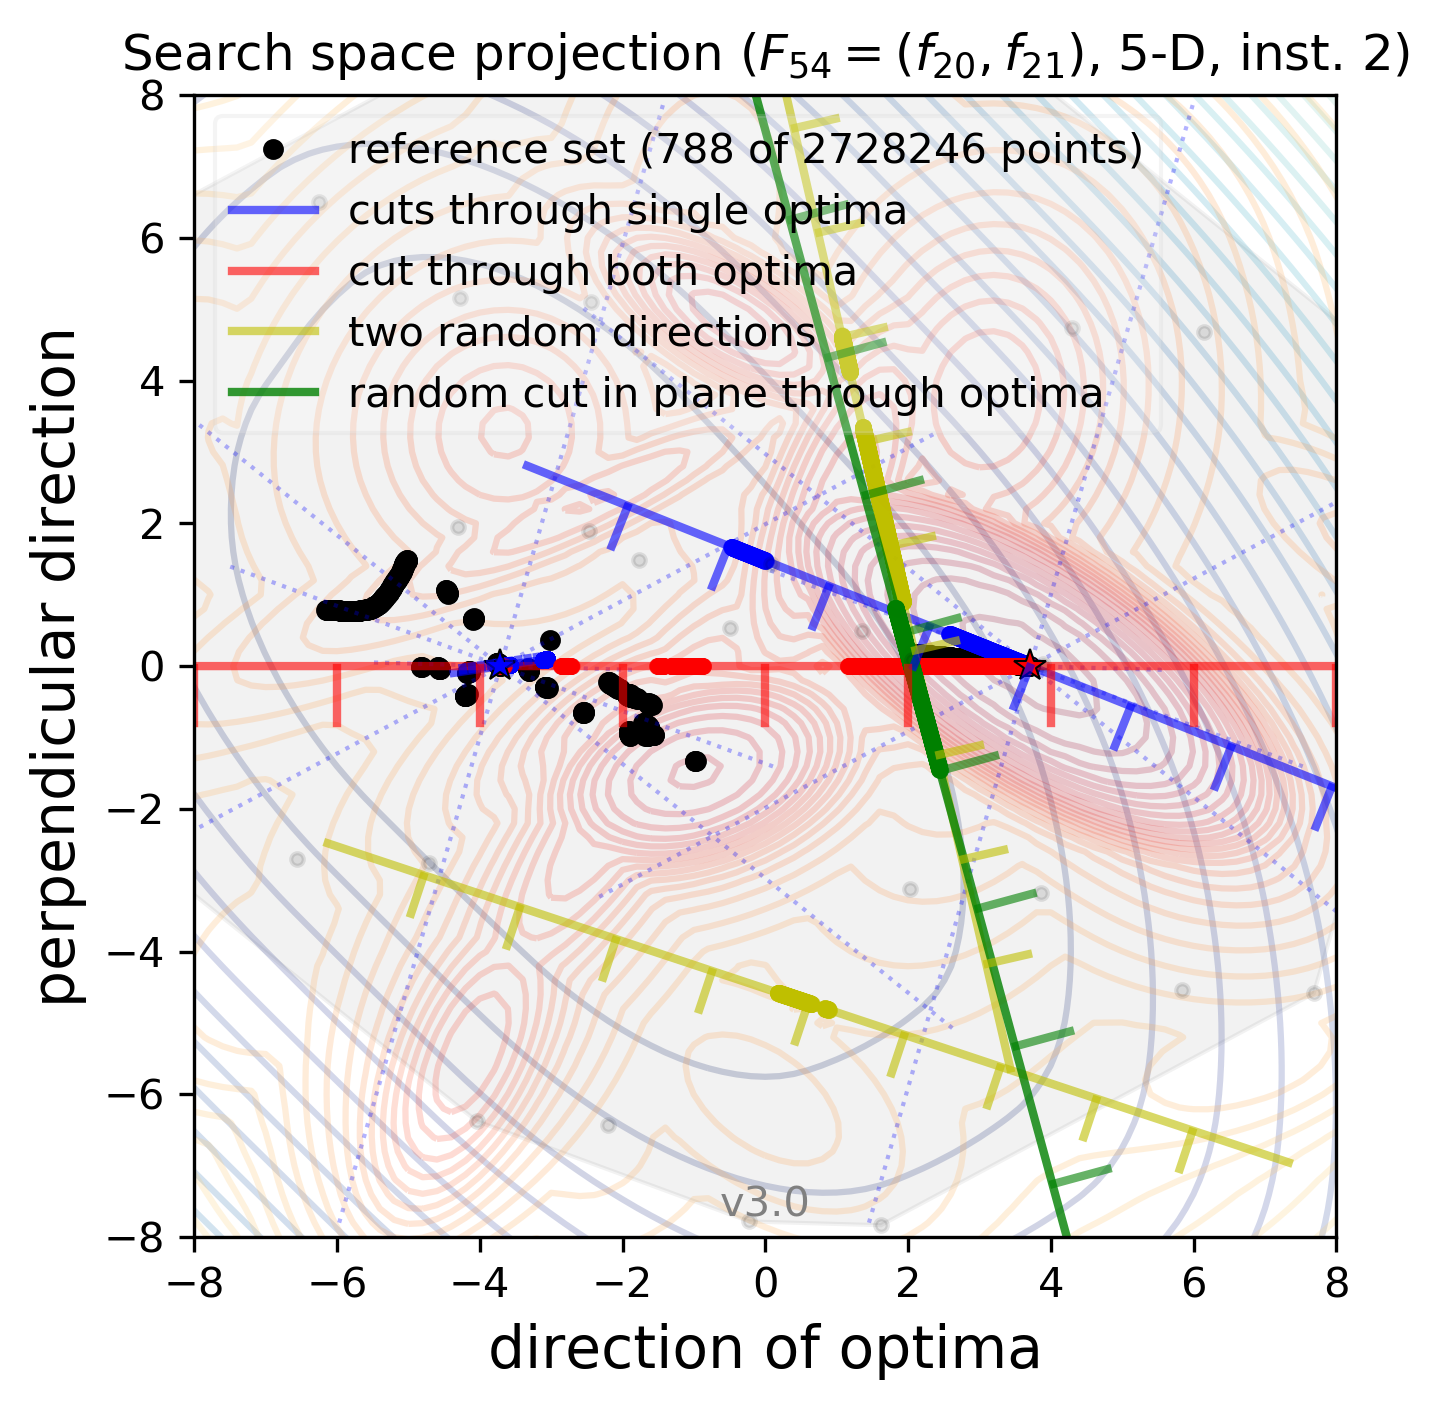 Search space projection (F54 = (f20, f21), 5-D, inst. 2)
reference set (788 of 2728246 points)
cuts through single optima
cut through both optima
two random directions
random cut in plane through optima
perpendicular direction
8
6
4
2
0
−2
−4
−6
−8
v3.0
−8 −6 −4 −2 0 2 4 6 8
direction of optima